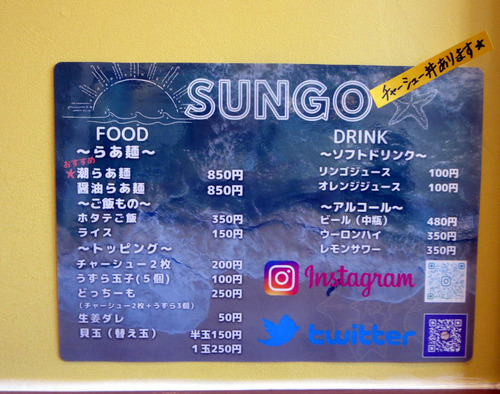 SUNGO
チャーシュー丼あります★
FOOD
〜らあ麺〜
おすすめ
★潮らあ麺 850円
醤油らあ麺 850円
〜ご飯もの〜
ホタテご飯 350円
ライス 150円
〜トッピング〜
チャーシュー2枚 200円
うずら玉子(5個) 100円
どっちーも 250円
(チャーシュー2枚+うずら3個)
生姜ダレ 50円
貝玉(替え玉) 半玉150円
1玉250円
DRINK
〜ソフトドリンク〜
リンゴジュース 100円
オレンジジュース 100円
〜アルコール〜
ビール(中瓶) 480円
ウーロンハイ 350円
レモンサワー 350円
Instagram
twitter